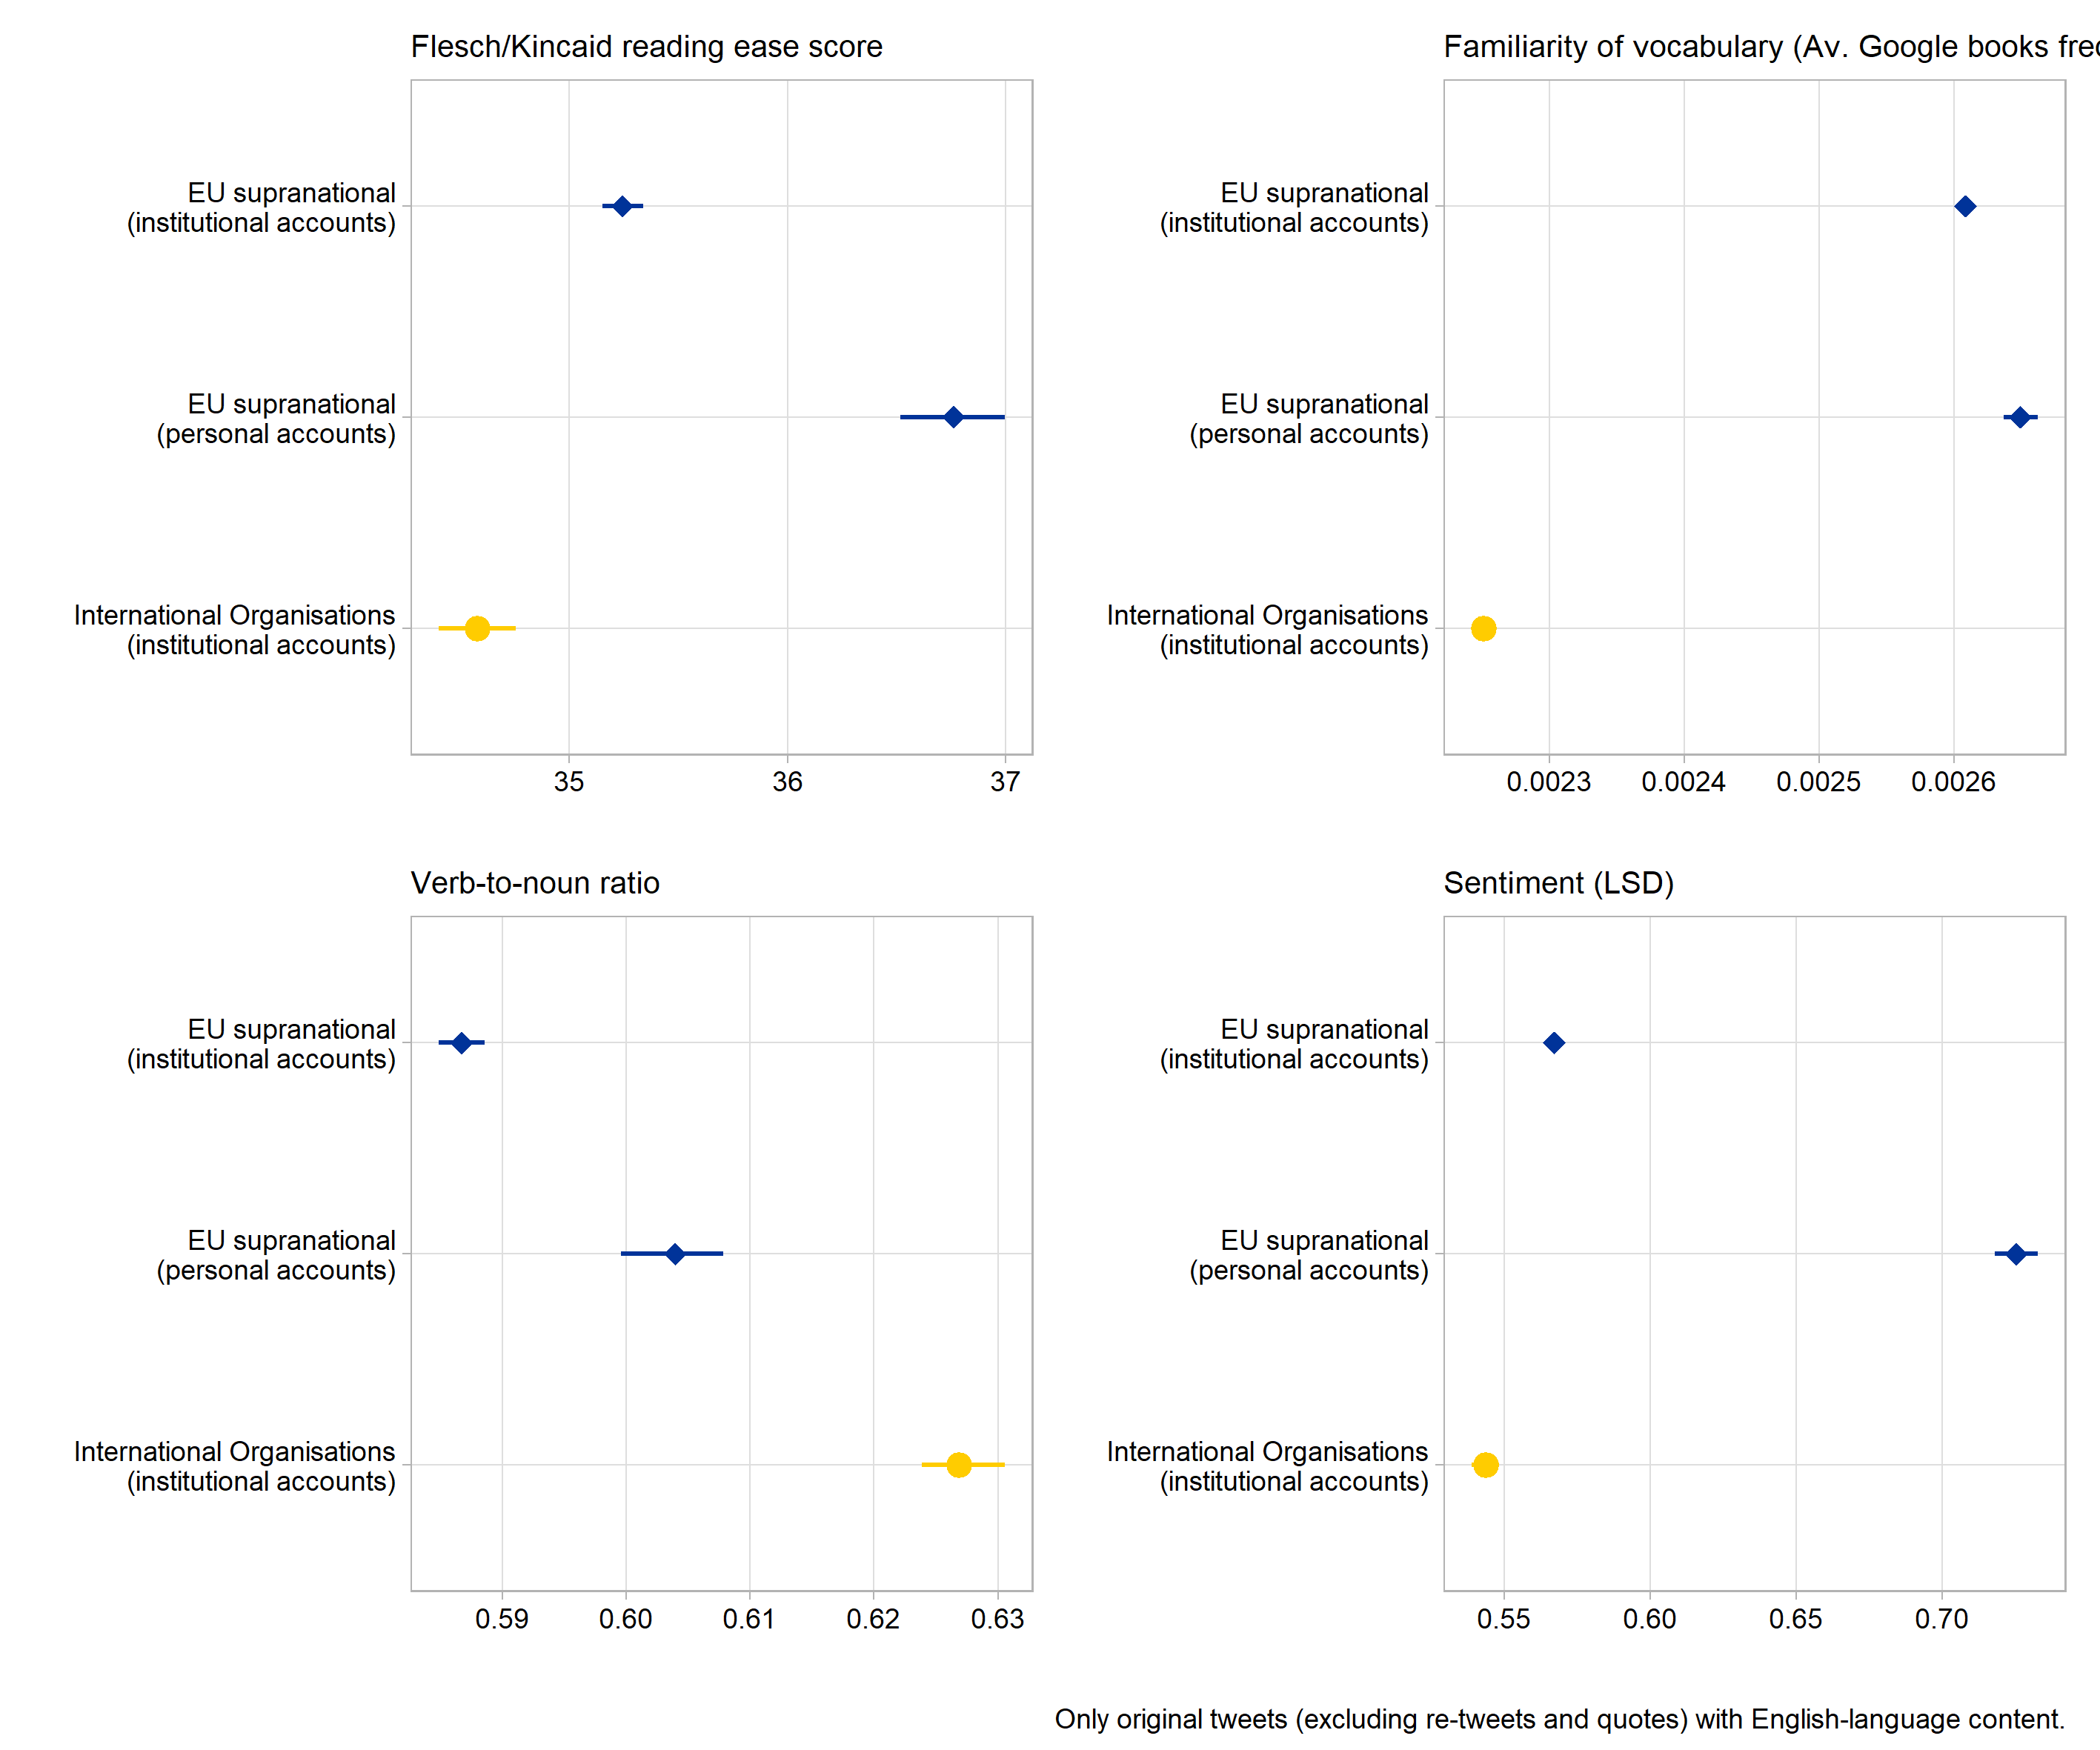 Flesch/Kincaid reading ease score
EU supranational
(institutional accounts)
EU supranational
(personal accounts)
International Organisations
(institutional accounts)
35 36 37
Familiarity of vocabulary (Av. Google books
EU supranational
(institutional accounts)
EU supranational
(personal accounts)
International Organisations
(institutional accounts)
0.0023 0.0024 0.0025 0.0026
Verb-to-noun ratio
EU supranational
(institutional accounts)
EU supranational
(personal accounts)
International Organisations
(institutional accounts)
0.59 0.60 0.61 0.62 0.63
Sentiment (LSD)
EU supranational
(institutional accounts)
EU supranational
(personal accounts)
International Organisations
(institutional accounts)
0.55 0.60 0.65 0.70
Only original tweets (excluding re-tweets and quotes) with English-language content.